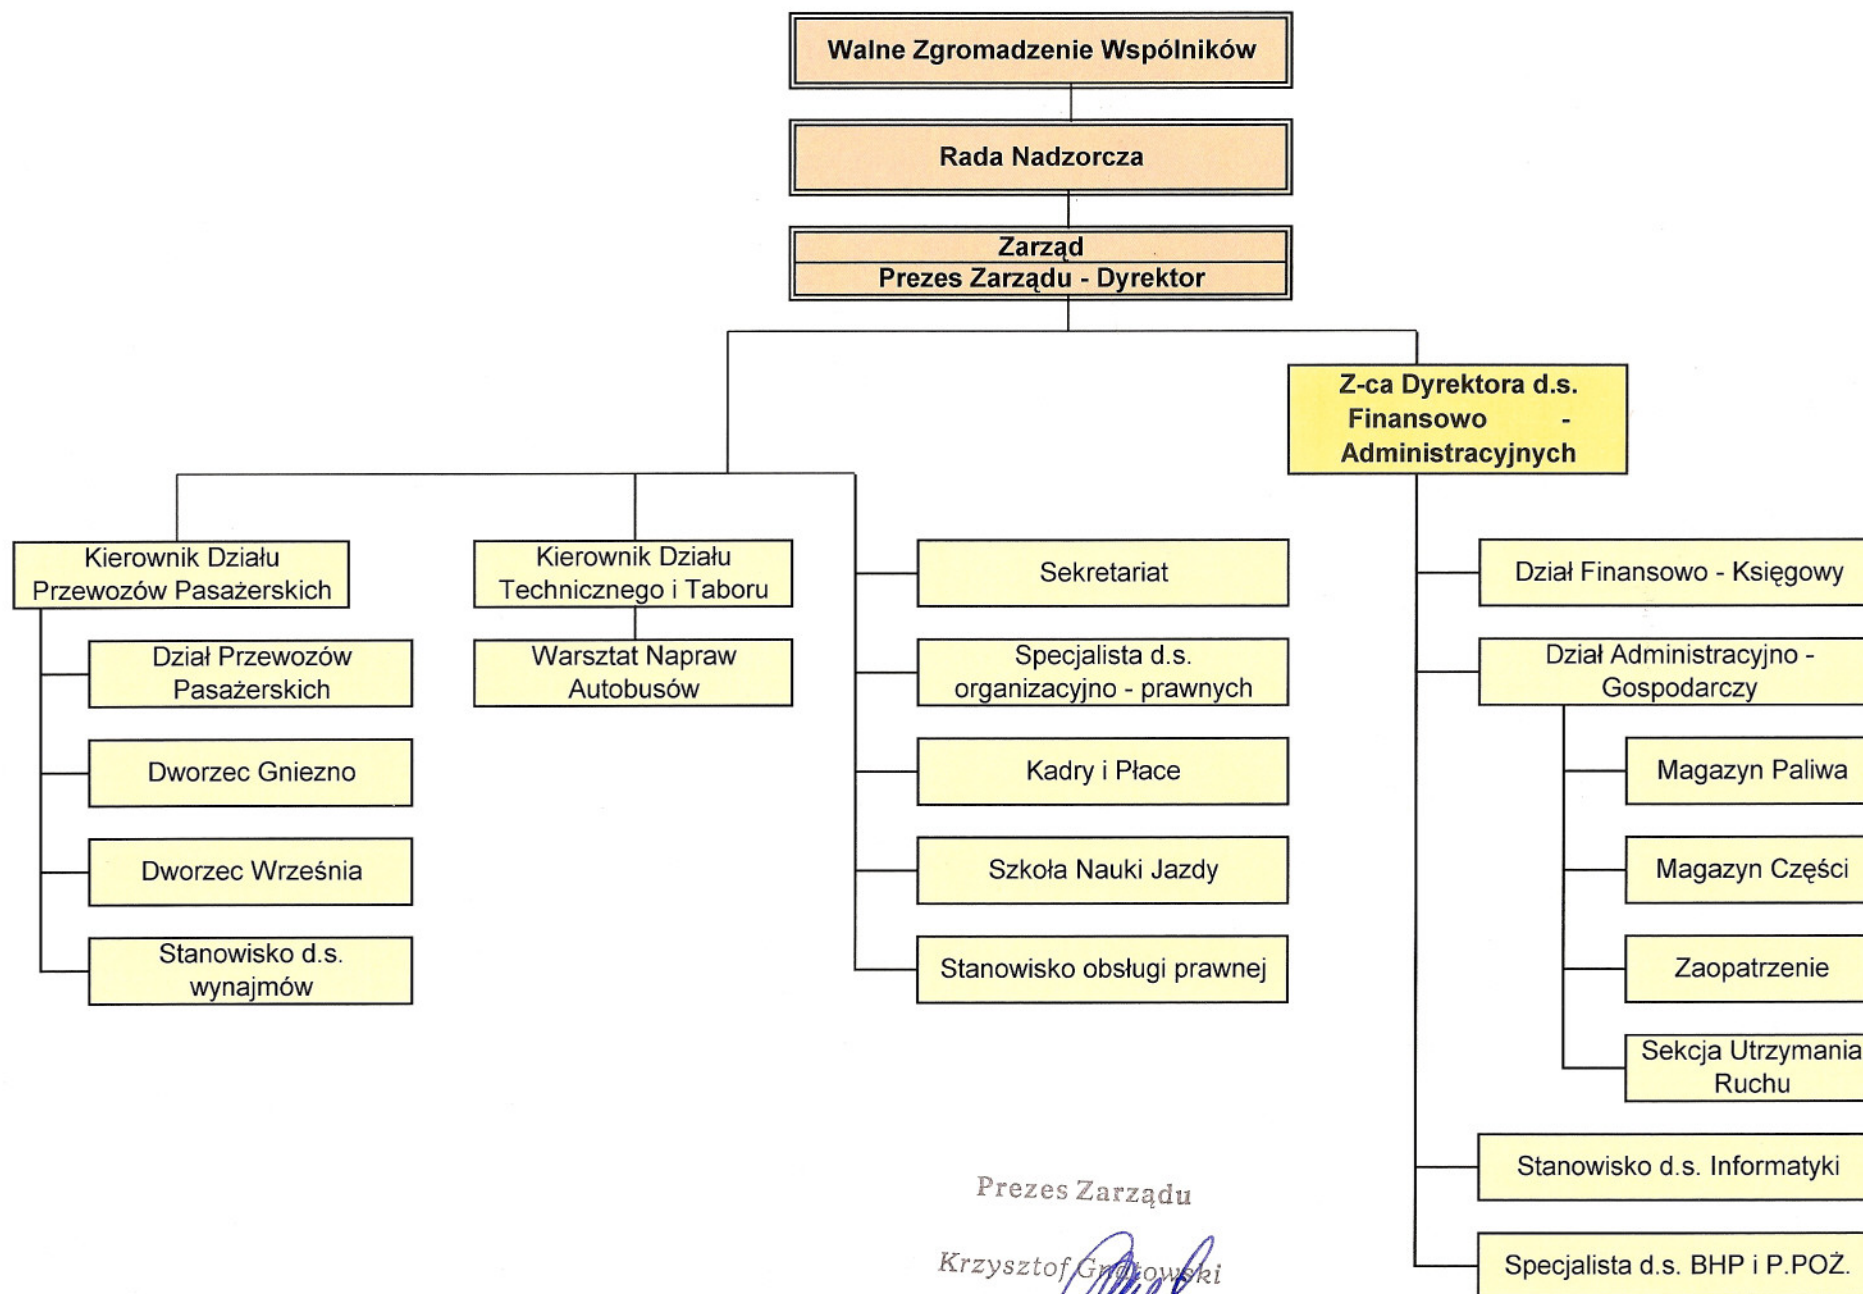 Walne Zgromadzenie Wspólników
Rada Nadzorcza
Zarząd
Prezes Zarządu - Dyrektor
Z-ca Dyrektora d.s.
Finansowo -
Administracyjnych
Kierownik Działu
Przewozów Pasażerskich
Dział Przewozów
Pasażerskich
Dworzec Gniezno
Dworzec Września
Stanowisko d.s.
wynajmów
Kierownik Działu
Technicznego i Taboru
Warsztat Napraw
Autobusów
Sekretariat
Specjalista d.s.
organizacyjno - prawnych
Kadry i Płace
Szkoła Nauki Jazdy
Stanowisko obsługi prawnej
Dział Finansowo - Księgowy
Dział Administracyjno -
Gospodarczy
Magazyn Paliwa
Magazyn Części
Zaopatrzenie
Sekcja Utrzymania
Ruchu
Stanowisko d.s. Informatyki
Specjalista d.s. BHP i P.POŻ.
Prezes Zarządu
Krzysztof Gnatowski